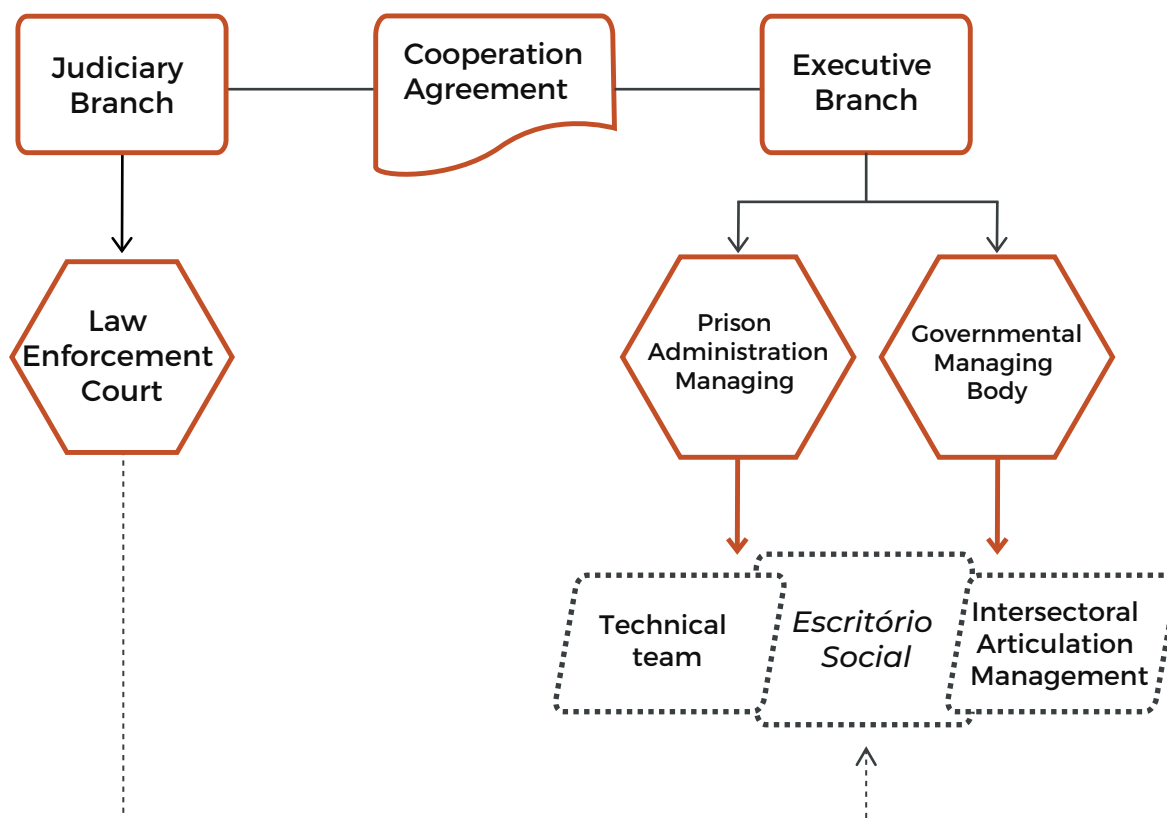 Judiciary
Branch
Cooperation
Agreement
Executive
Branch
Law
Enforcement
Court
Prison
Administration
Managing
Governmental
Managing
Body
Technical
team
Escritório
Social
Intersectoral
Articulation
Management